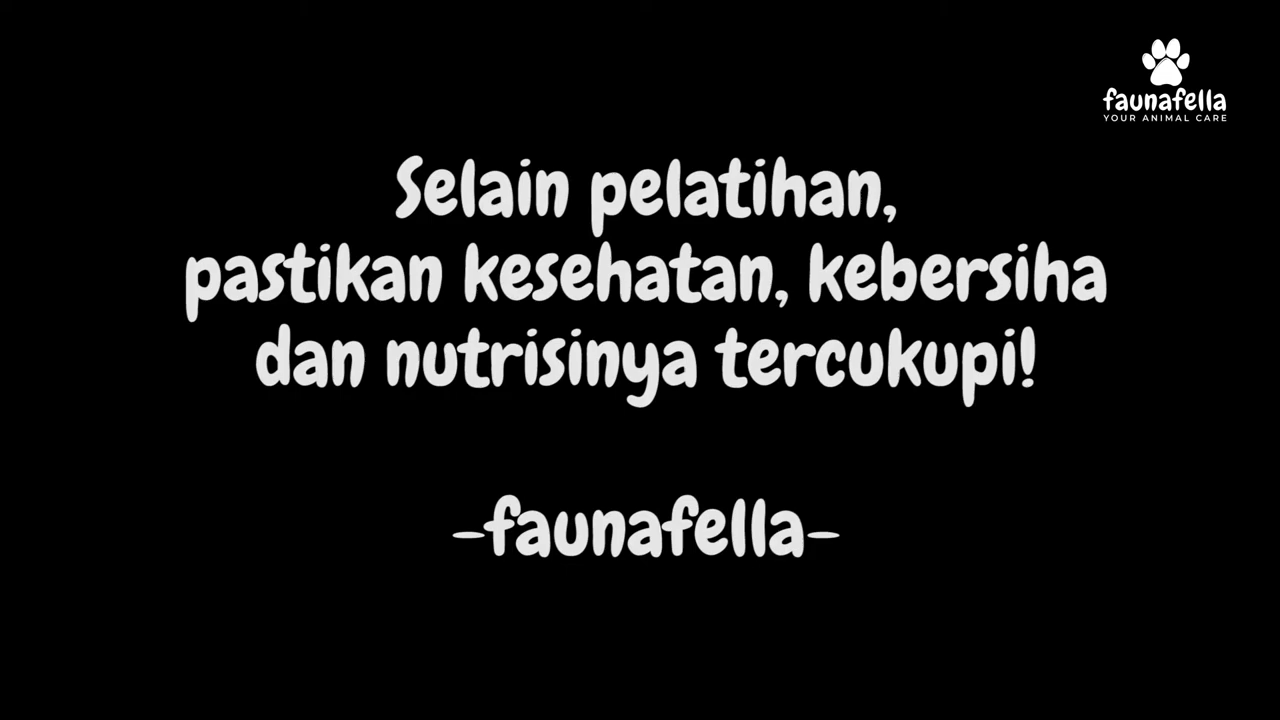 faunafella
YOUR ANIMAL CARE
Selain pelatihan,
pastikan kesehatan, kebersiha
dan nutrisinya tercukupi!
-faunafella-